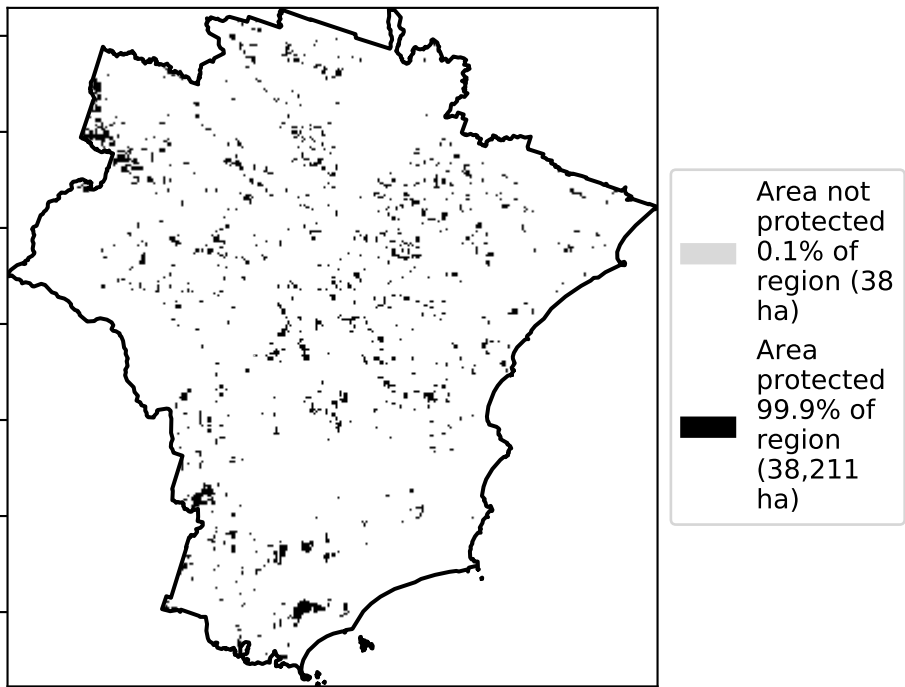 Area not
protected
0.1% of
region (38
ha)
Area
protected
99.9% of
region
(38,211
ha)